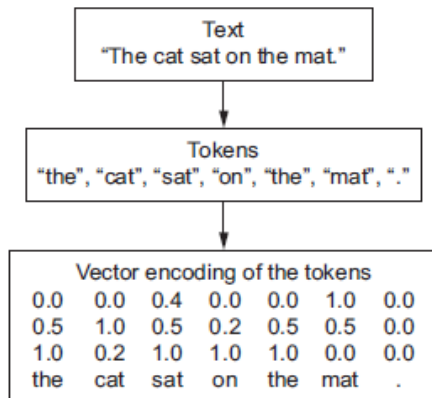 Text
“The cat sat on the mat.”
Tokens
“the”, “cat”, “sat”, “on”, “the”, “mat”, “.”
Vector encoding of the tokens
0.0 0.0 0.4 0.0 0.0 1.0 0.0
0.5 1.0 0.5 0.2 0.5 0.5 0.0
1.0 0.2 1.0 1.0 1.0 0.0 0.0
the cat sat on the mat .